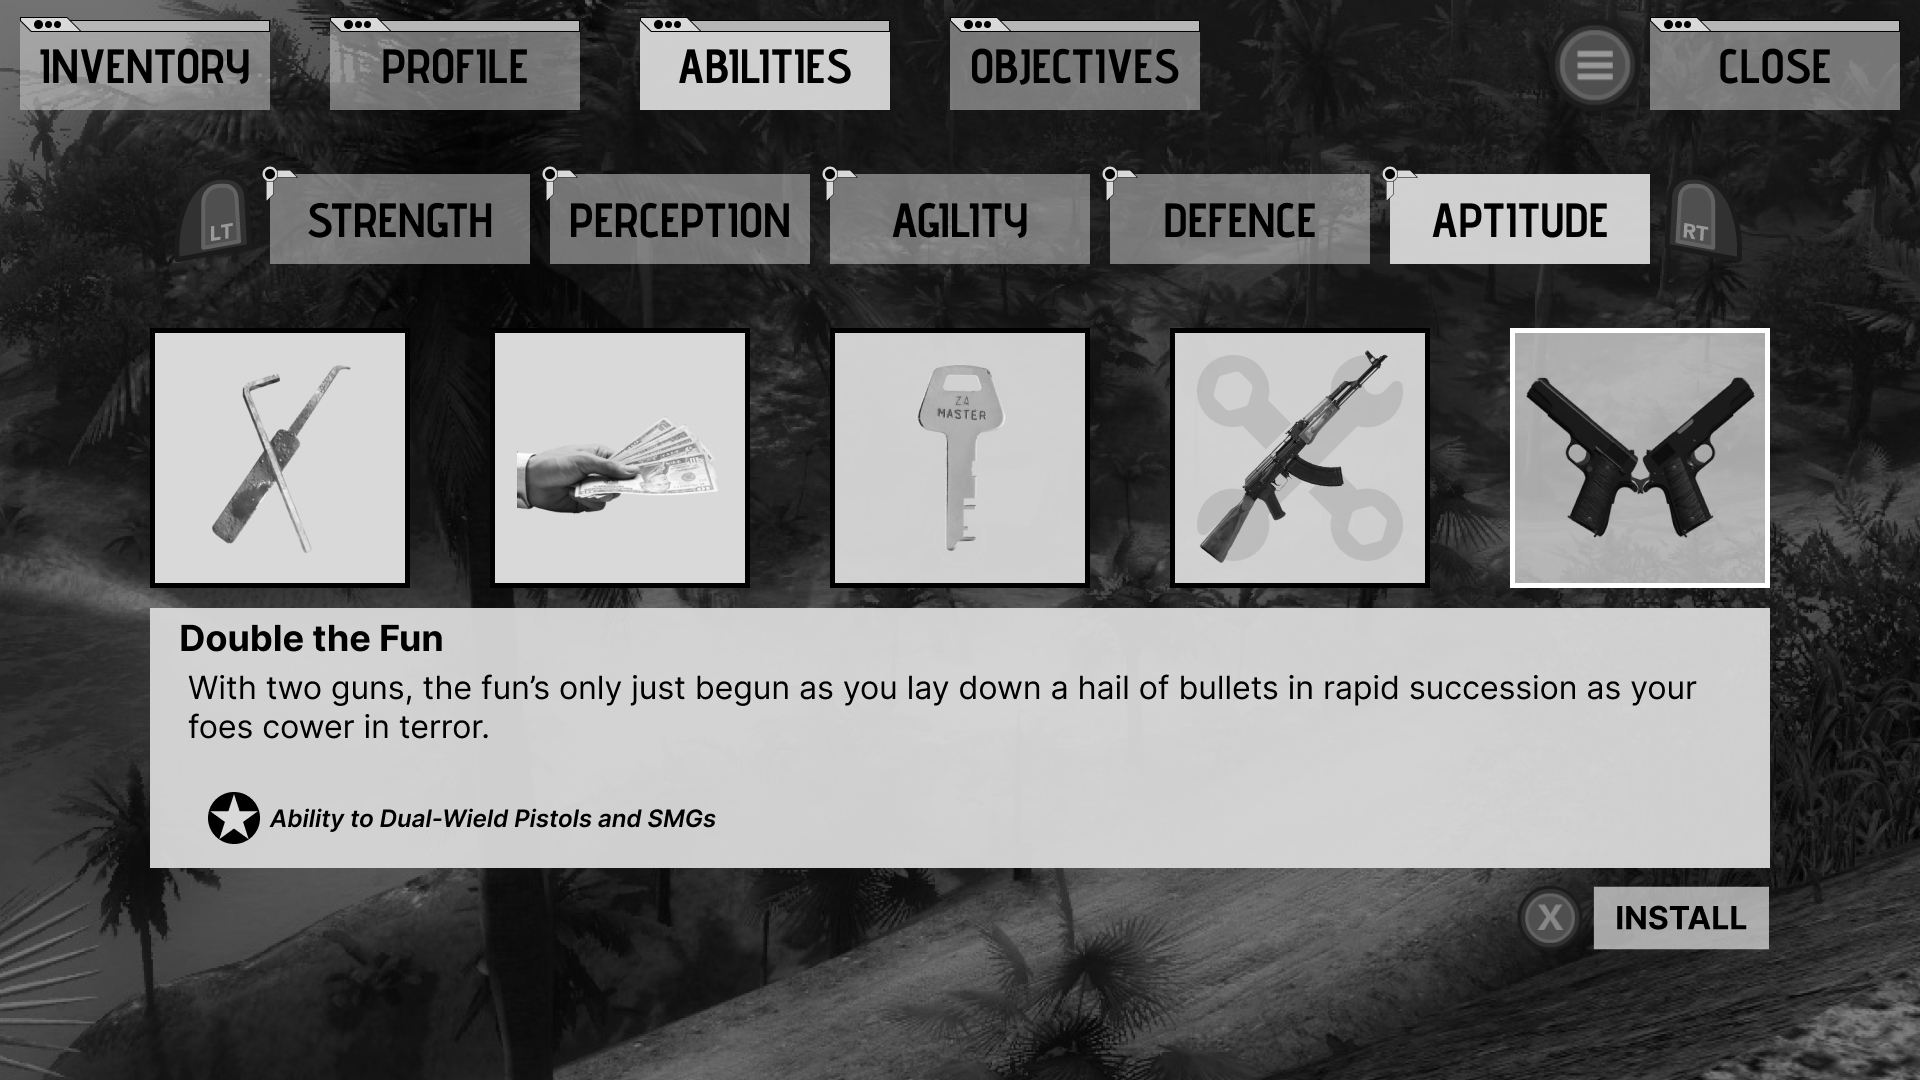 INVENTORY
PROFILE
ABILITIES
OBJECTIVES
CLOSE
LT
STRENGTH
PERCEPTION
AGILITY
DEFENCE
APTITUDE
RT
Z4
MASTER
Double the Fun
With two guns, the fun’s only just begun as you lay down a hail of bullets in rapid succession as your
foes cower in terror.
Ability to Dual-Wield Pistols and SMGs
X
INSTALL